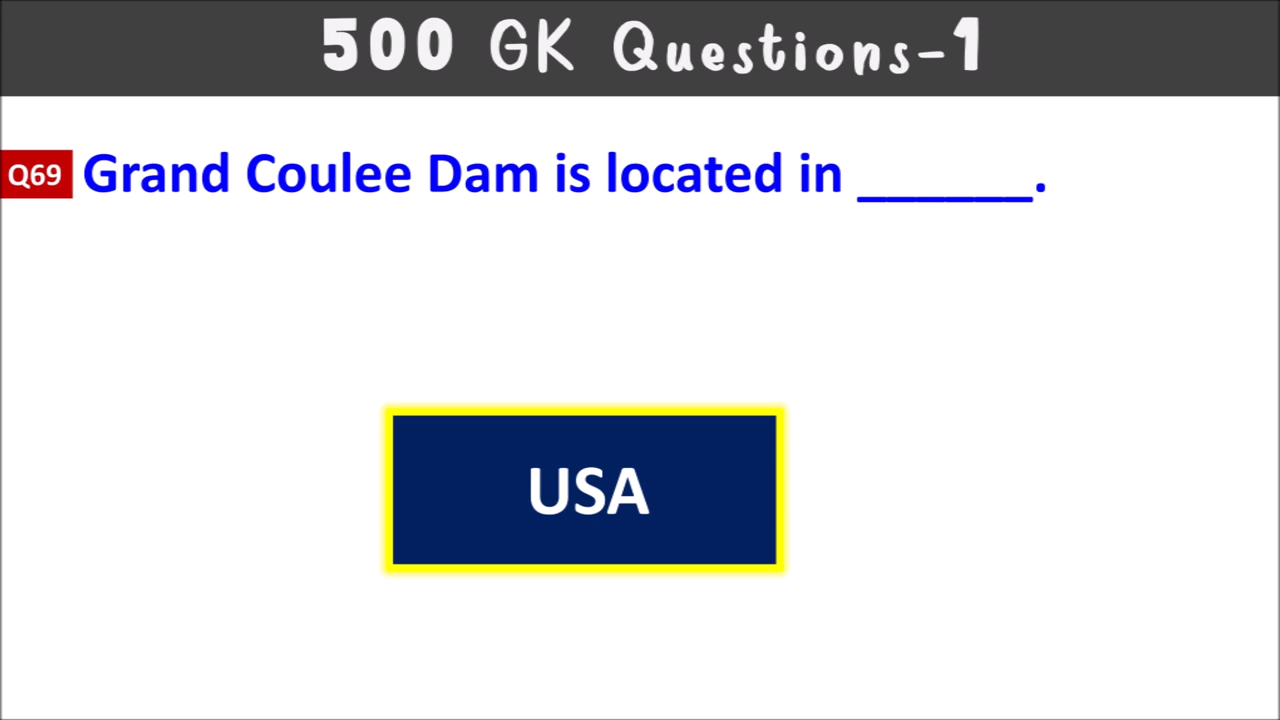 500 GK Questions-1
Q69 Grand Coulee Dam is located in ______.
USA